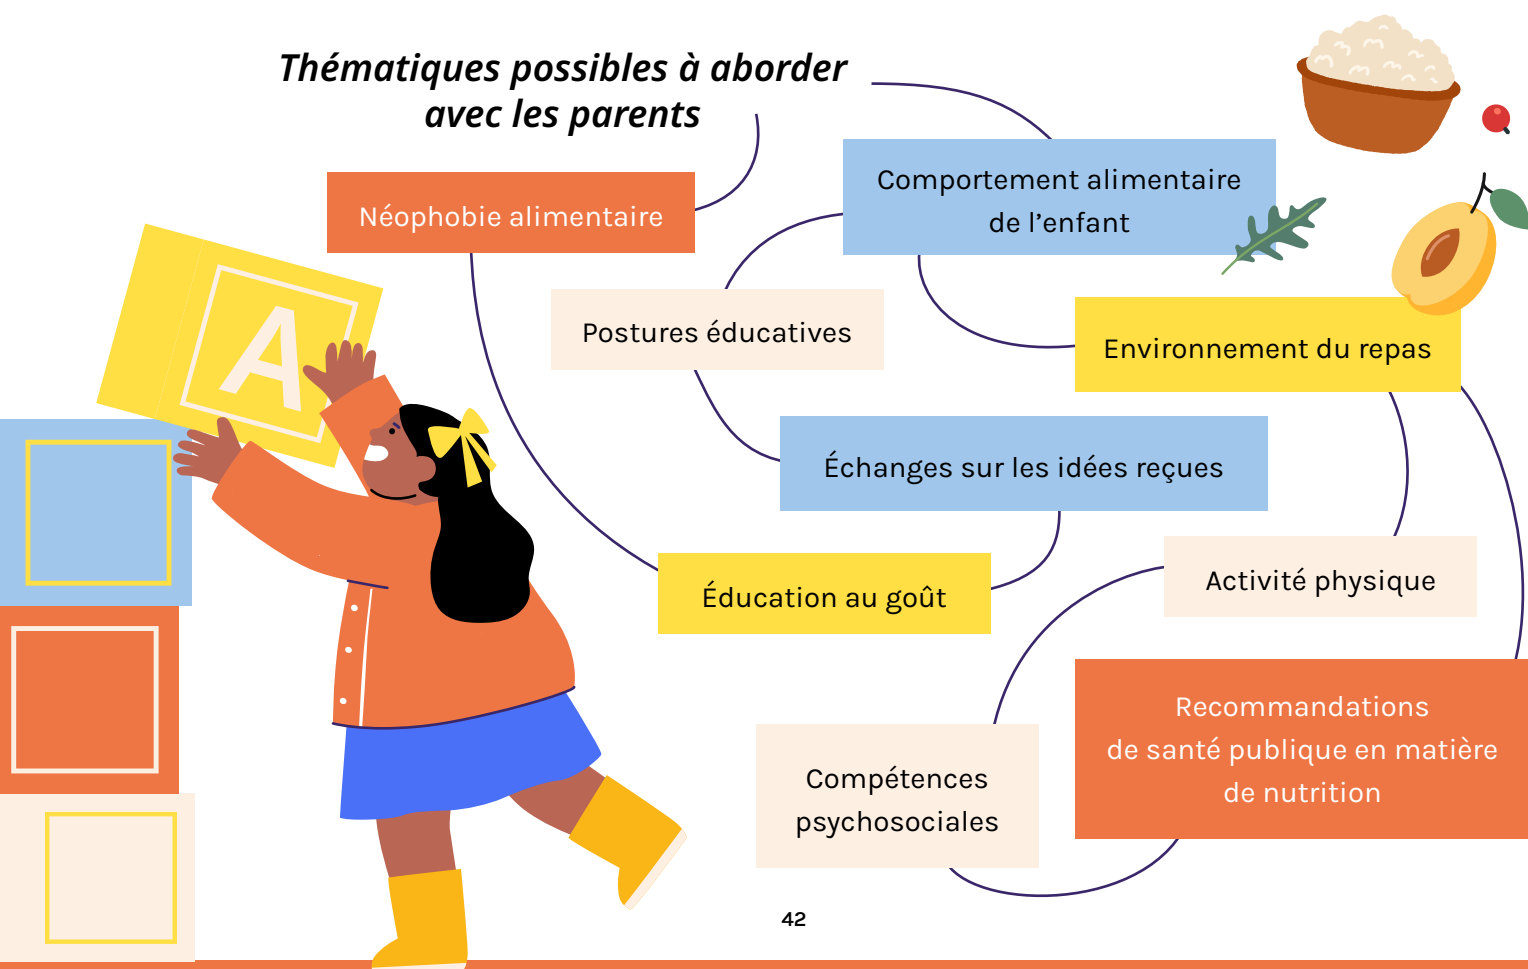 Thématiques possibles à aborder
avec les parents
Comportement alimentaire
de l’enfant
Néophobie alimentaire
Postures éducatives
Environnement du repas
A
Échanges sur les idées reçues
Éducation au goût
Activité physique
Recommandations
de santé publique en matière
de nutrition
Compétences
psychosociales
42